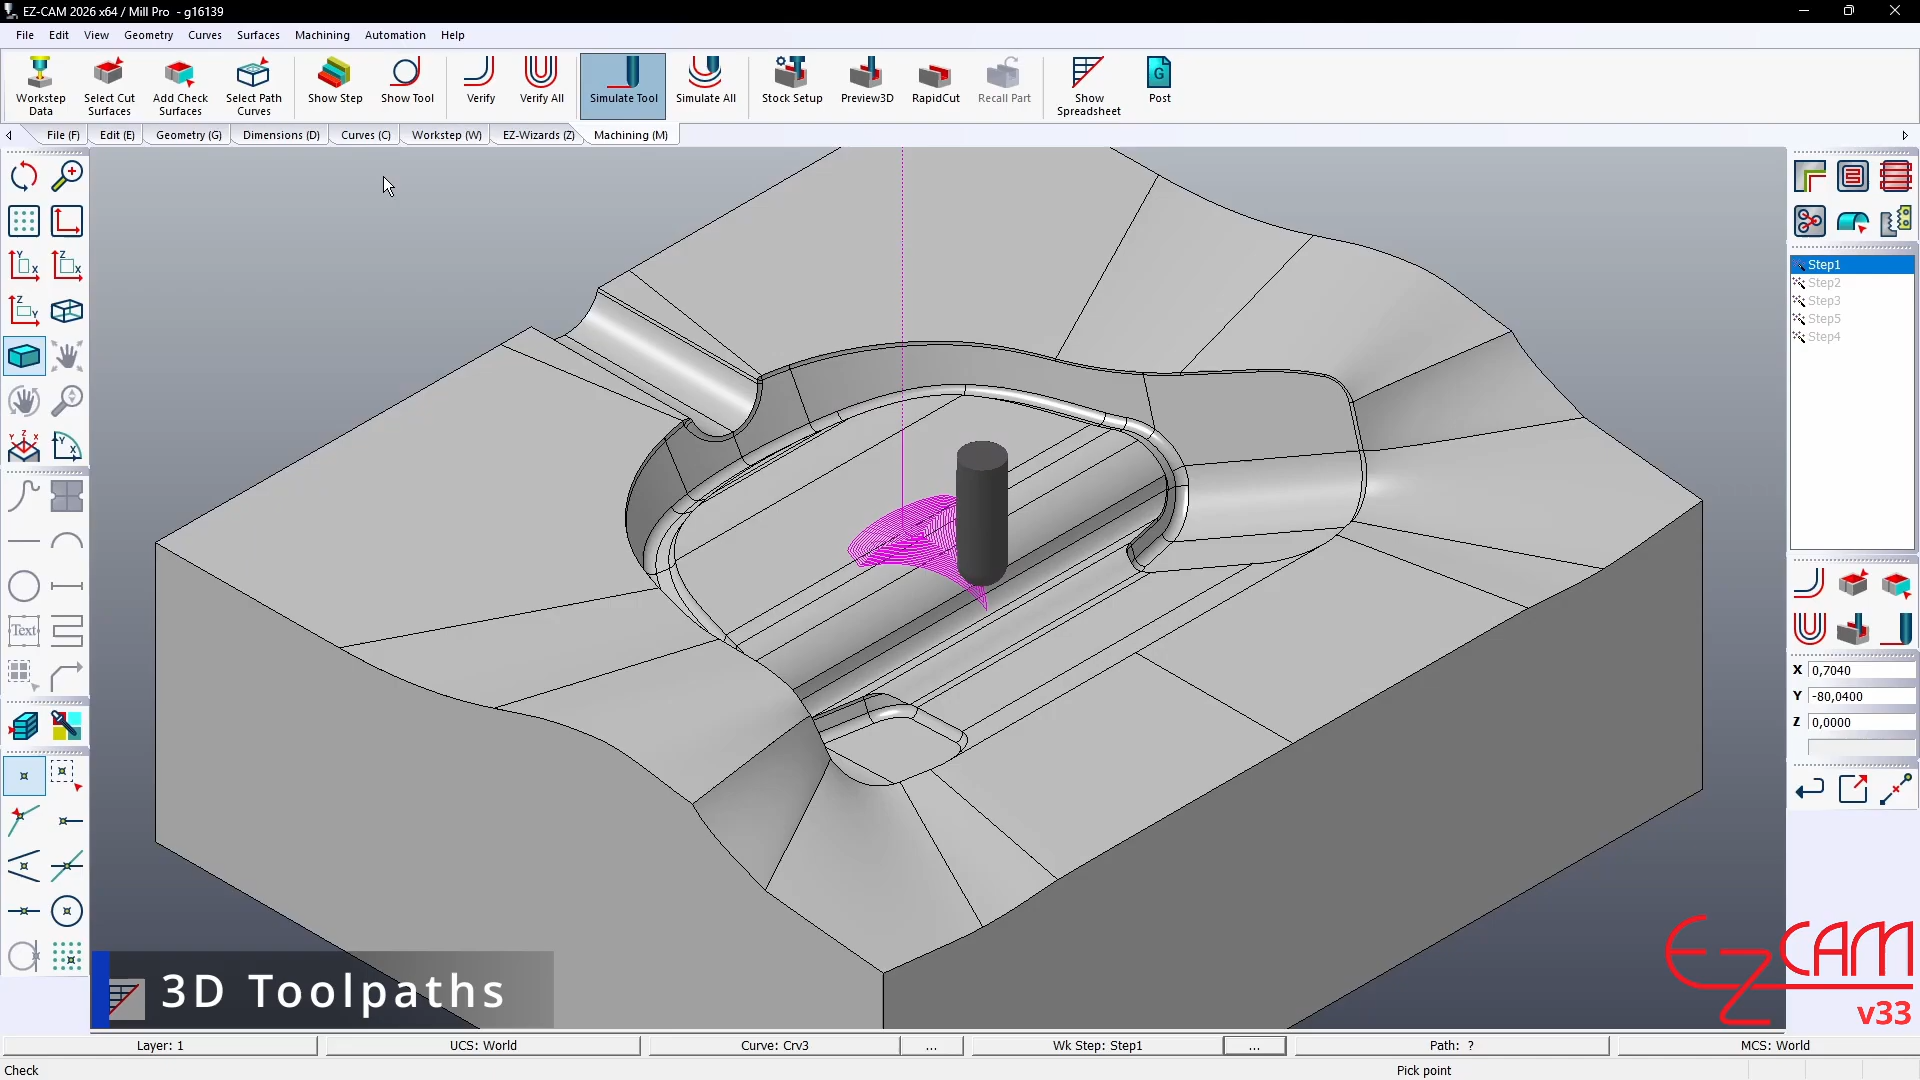 EZ-CAM 2026 x64 / Mill Pro - g16139
File Edit View Geometry Curves Surfaces Machining Automation Help
Workstep Data
Select Cut Surfaces
Add Check Surfaces
Select Path Curves
Show Step
Show Tool
Verify
Verify All
Simulate Tool
Simulate All
Stock Setup
Preview3D
RapidCut
Recall Part
Show Spreadsheet
G
Post
File (F) Edit (E) Geometry (G) Dimensions (D) Curves (C) Workstep (W) EZ-Wizards (Z) Machining (M)
Y X
Z X
Z Y
Y Z X
Y X
Text
Step1
Step2
Step3
Step5
Step4
X 0,7040
Y -80,0400
Z 0,0000
3D Toolpaths
EZCAM
v33
Layer: 1 UCS: World Curve: Crv3 ... Wk Step: Step1 ... Path: ? MCS: World
Check Pick point